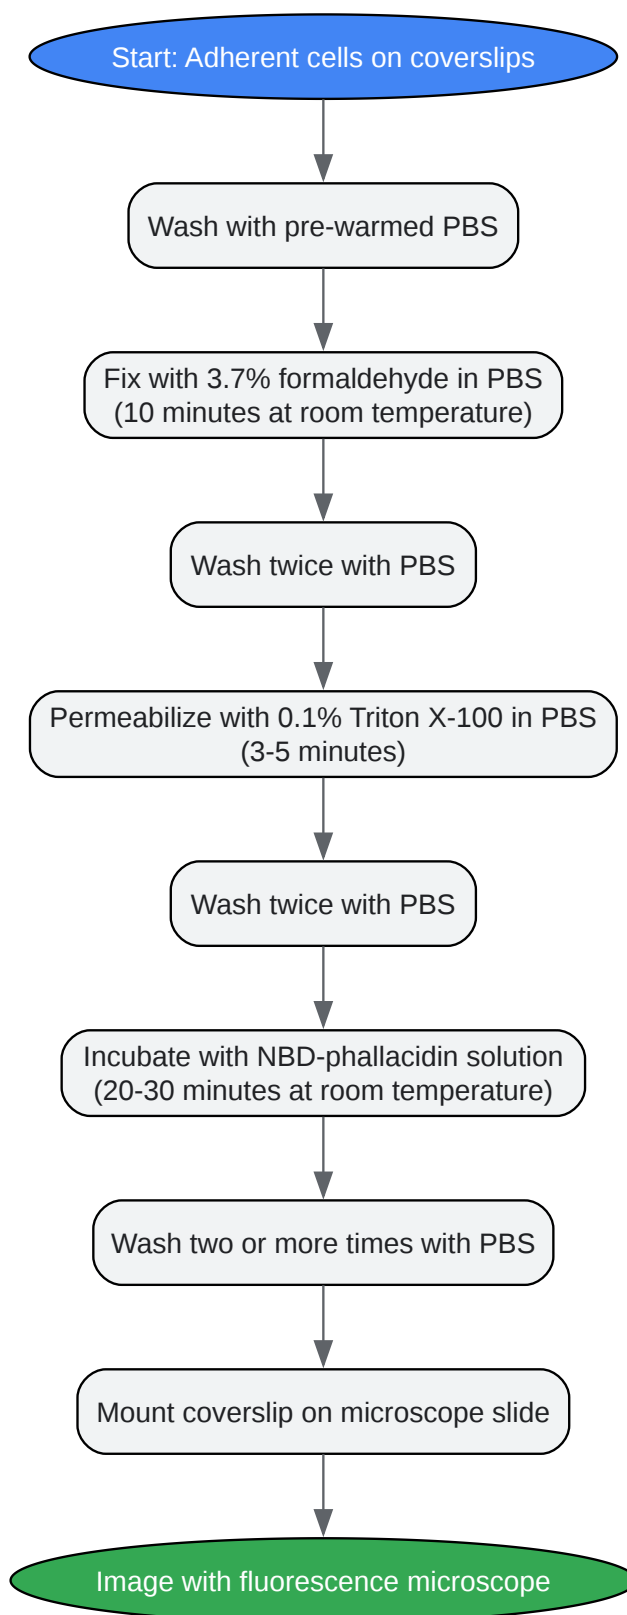 Start: Adherent cells on coverslips
Wash with pre-warmed PBS
Fix with 3.7% formaldehyde in PBS
(10 minutes at room temperature)
Wash twice with PBS
Permeabilize with 0.1% Triton X-100 in PBS
(3-5 minutes)
Wash twice with PBS
Incubate with NBD-phallacidin solution
(20-30 minutes at room temperature)
Wash two or more times with PBS
Mount coverslip on microscope slide
Image with fluorescence microscope